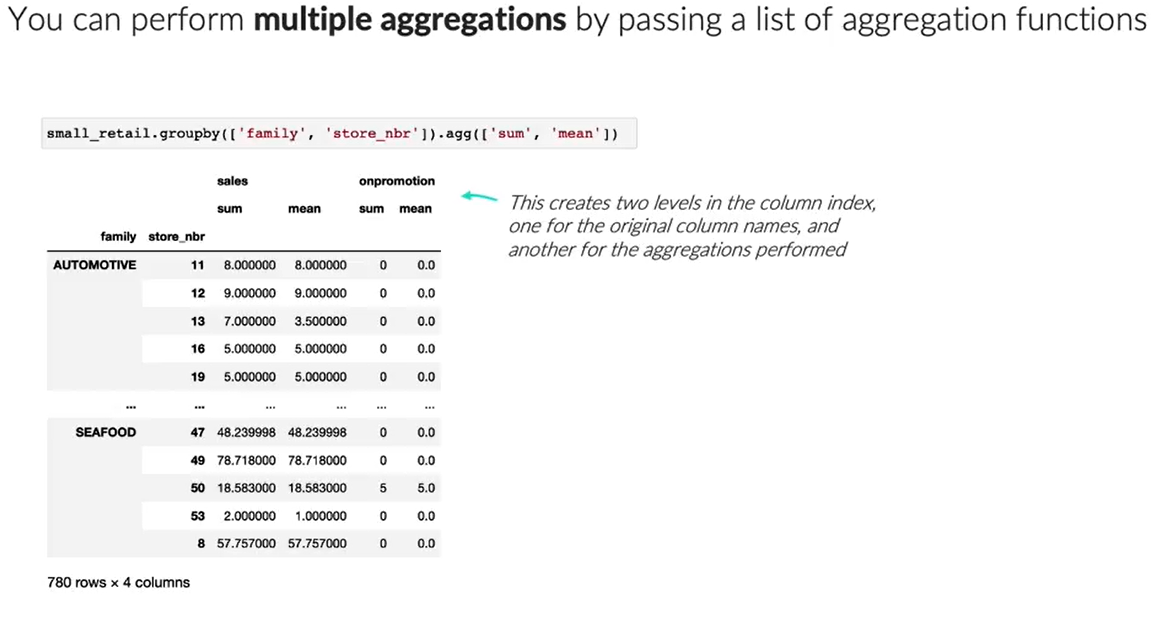 You can perform multiple aggregations by passing a list of aggregation functions
small_retail.groupby(['family', 'store_nbr']).agg(['sum', 'mean'])
sales onpromotion
sum mean sum mean
family store_nbr
AUTOMOTIVE 11 8.000000 8.000000 0 0.0
12 9.000000 9.000000 0 0.0
13 7.000000 3.500000 0 0.0
16 5.000000 5.000000 0 0.0
19 5.000000 5.000000 0 0.0
... ... ... ... ... ...
SEAFOOD 47 48.239998 48.239998 0 0.0
49 78.718000 78.718000 0 0.0
50 18.583000 18.583000 5 5.0
53 2.000000 1.000000 0 0.0
8 57.757000 57.757000 0 0.0
780 rows × 4 columns
This creates two levels in the column index,
one for the original column names, and
another for the aggregations performed